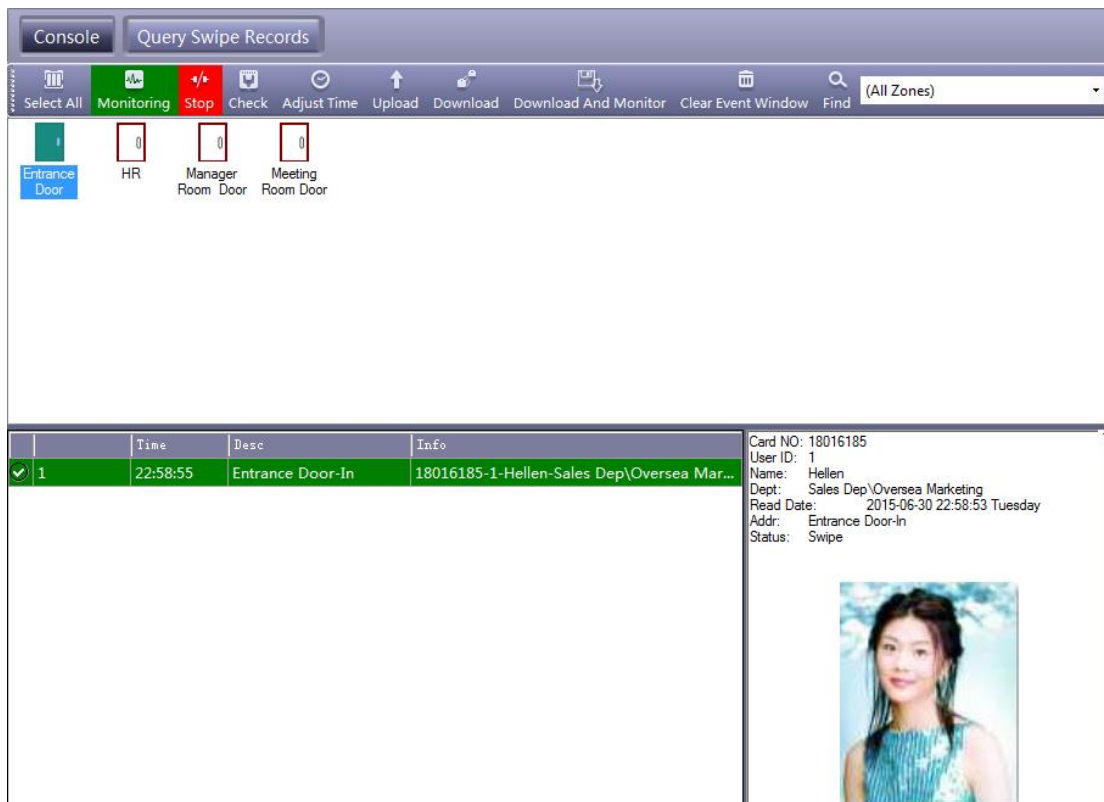 Console Query Swipe Records
Select All Monitoring Stop Check Adjust Time Upload Download Download And Monitor Clear Event Window Find (All Zones)
Entrance Door
HR
Manager Room Door
Meeting Room Door
Time Desc Info
1 22:58:55 Entrance Door-In 18016185-1-Hellen-Sales Dep\Oversea Mar...
Card NO: 18016185
User ID: 1
Name: Hellen
Dept: Sales Dep\Oversea Marketing
Read Date: 2015-06-30 22:58:53 Tuesday
Addr: Entrance Door-In
Status: Swipe